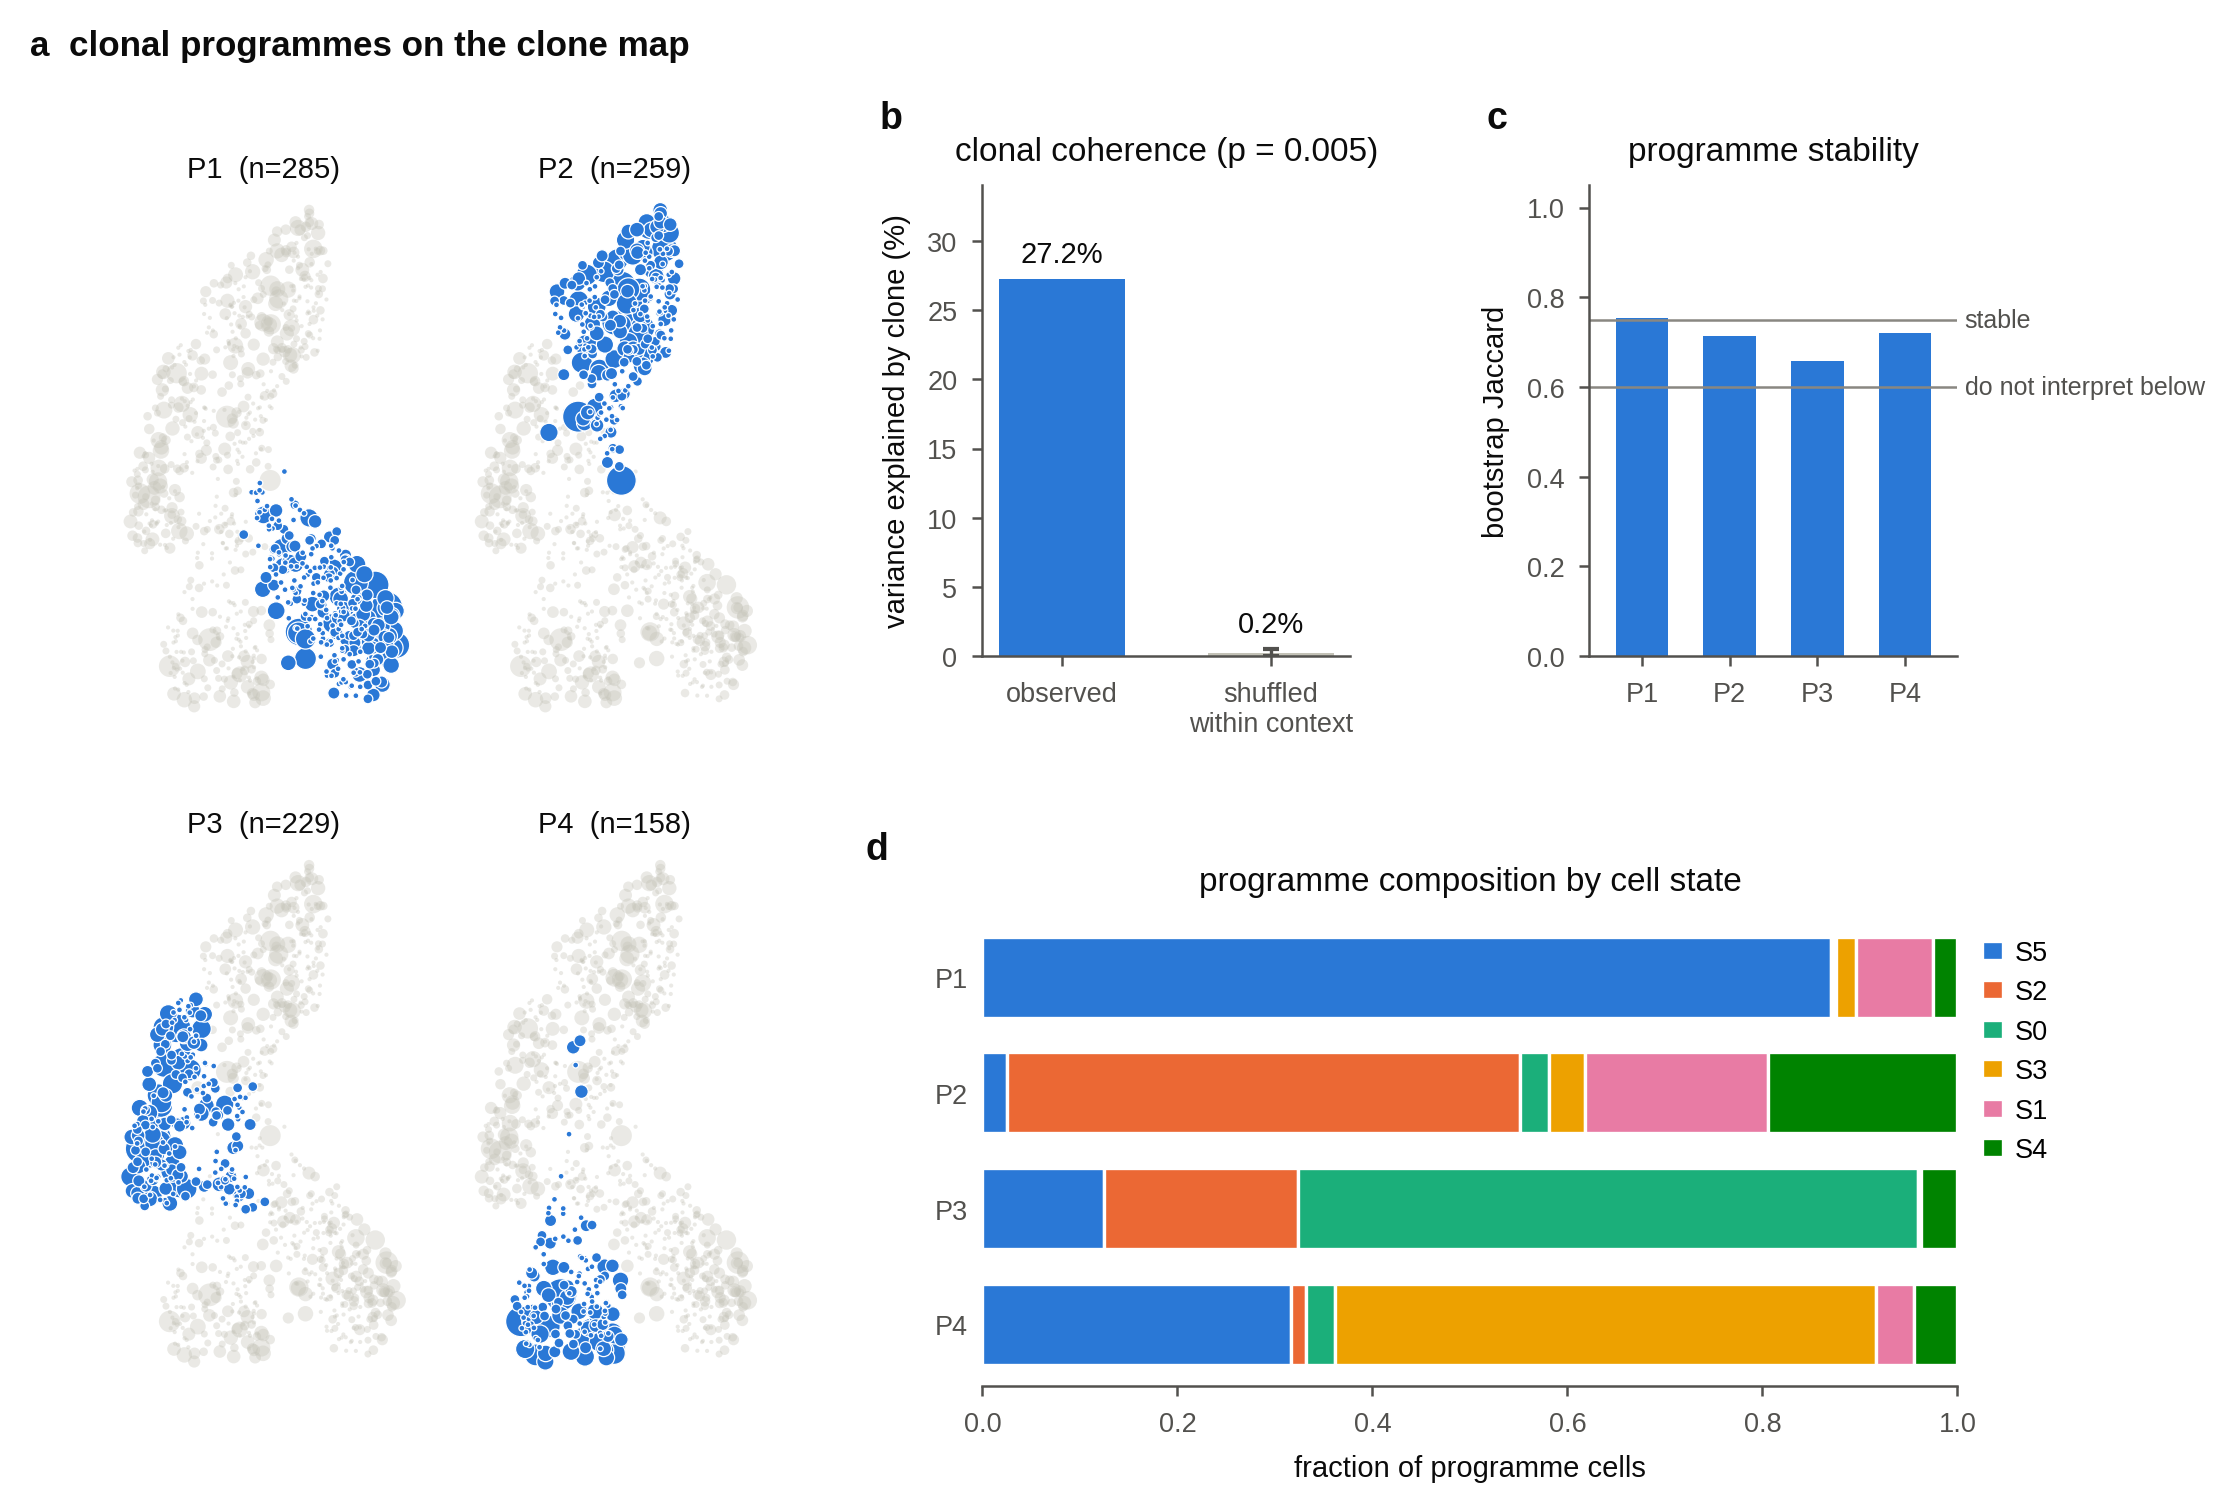 a clonal programmes on the clone map
P1 (n=285)
P2 (n=259)
P3 (n=229)
P4 (n=158)
b
clonal coherence (p = 0.005)
variance explained by clone (%)
30
25
20
15
10
5
0
27.2%
0.2%
observed
shuffled
within context
c
programme stability
bootstrap Jaccard
1.0
0.8
0.6
0.4
0.2
0.0
stable
do not interpret below
P1
P2
P3
P4
d
programme composition by cell state
P1
P2
P3
P4
S5
S2
S0
S3
S1
S4
0.0
0.2
0.4
0.6
0.8
1.0
fraction of programme cells